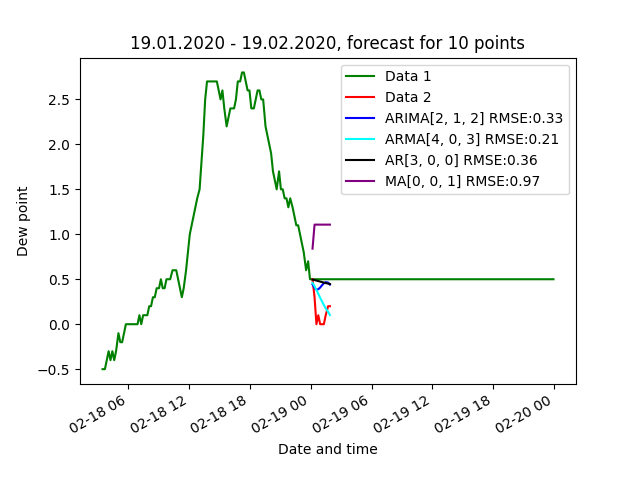 19.01.2020 - 19.02.2020, forecast for 10 points
Data 1
Data 2
ARIMA[2, 1, 2] RMSE:0.33
ARMA[4, 0, 3] RMSE:0.21
AR[3, 0, 0] RMSE:0.36
MA[0, 0, 1] RMSE:0.97
Dew point
2.5
2.0
1.5
1.0
0.5
0.0
−0.5
02-18 06
02-18 12
02-18 18
02-19 00
02-19 06
02-19 12
02-19 18
02-20 00
Date and time